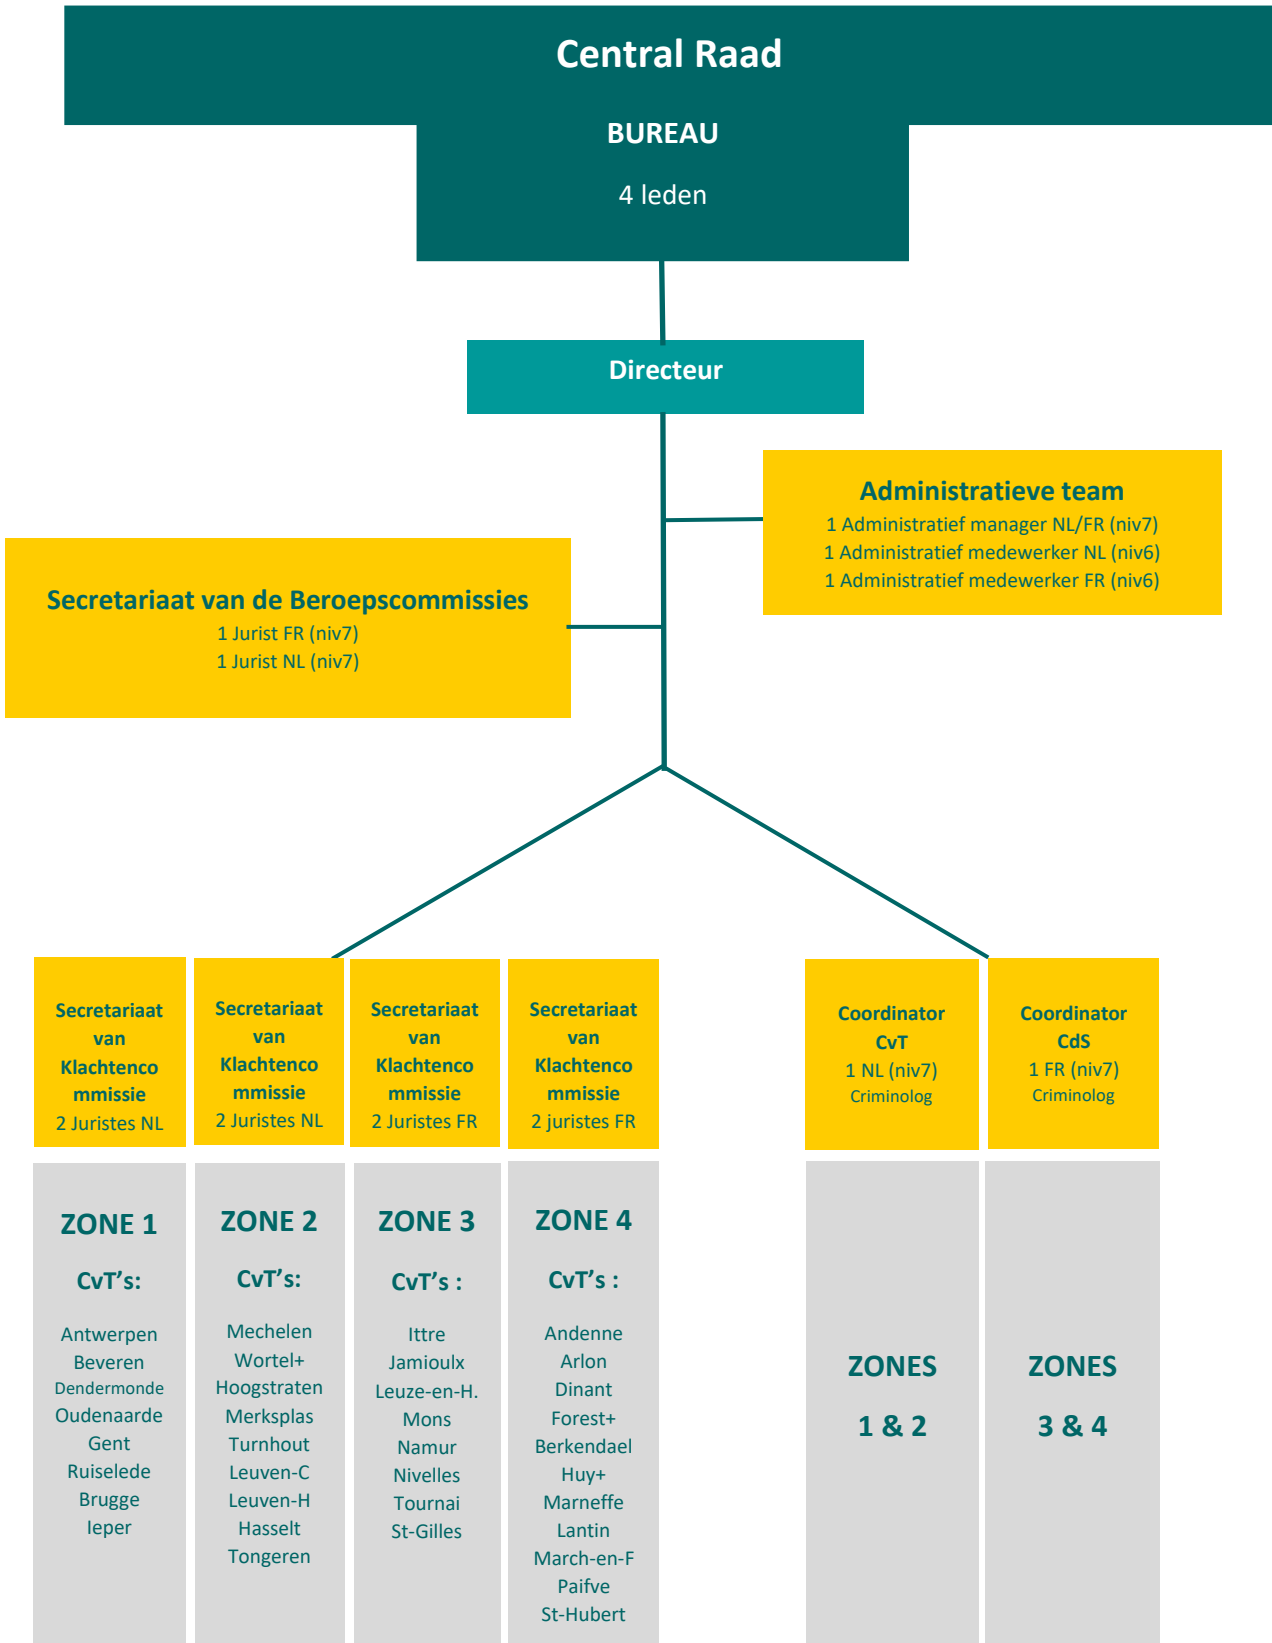 Central Raad
BUREAU
4 leden
Directeur
Administratieve team
1 Administratief manager NL/FR (niv7)
1 Administratief medewerker NL (niv6)
1 Administratief medewerker FR (niv6)
Secretariaat van de Beroepscommissies
1 Jurist FR (niv7)
1 Jurist NL (niv7)
Secretariaat
van
Klachtenco
mmissie
2 Juristes NL
Secretariaat
van
Klachtenco
mmissie
2 Juristes NL
Secretariaat
van
Klachtenco
mmissie
2 Juristes FR
Secretariaat
van
Klachtenco
mmissie
2 juristes FR
Coordinator
CvT
1 NL (niv7)
Criminolog
Coordinator
CdS
1 FR (niv7)
Criminolog
ZONE 1
CvT’s:
Antwerpen
Beveren
Dendermonde
Oudenaarde
Gent
Ruiselede
Brugge
Ieper
ZONE 2
CvT’s:
Mechelen
Wortel+
Hoogstraten
Merksplas
Turnhout
Leuven-C
Leuven-H
Hasselt
Tongeren
ZONE 3
CvT’s :
Ittre
Jamioulx
Leuze-en-H.
Mons
Namur
Nivelles
Tournai
St-Gilles
ZONE 4
CvT’s :
Andenne
Arlon
Dinant
Forest+
Berkendael
Huy+
Marneffe
Lantin
March-en-F
Paifve
St-Hubert
ZONES
1 & 2
ZONES
3 & 4